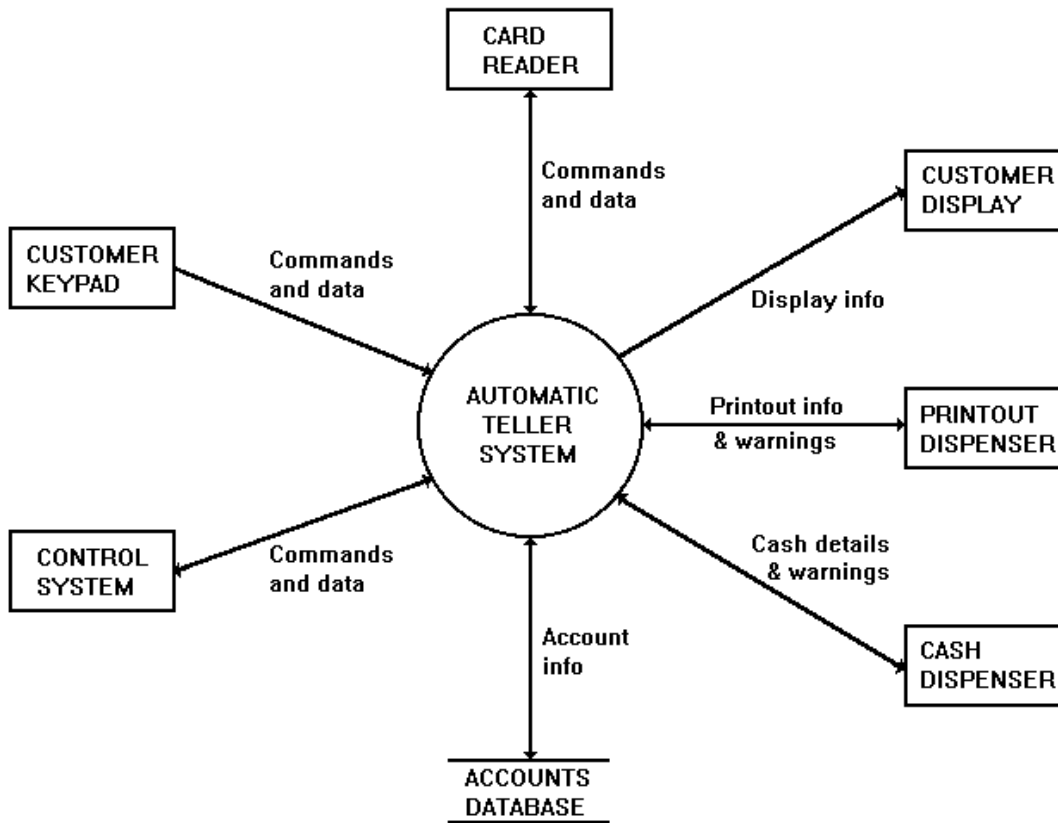 CARD
READER
Commands
and data
CUSTOMER
DISPLAY
CUSTOMER
KEYPAD
Commands
and data
Display info
AUTOMATIC
TELLER
SYSTEM
Printout info
& warnings
PRINTOUT
DISPENSER
CONTROL
SYSTEM
Commands
and data
Cash details
& warnings
Account
info
CASH
DISPENSER
ACCOUNTS
DATABASE